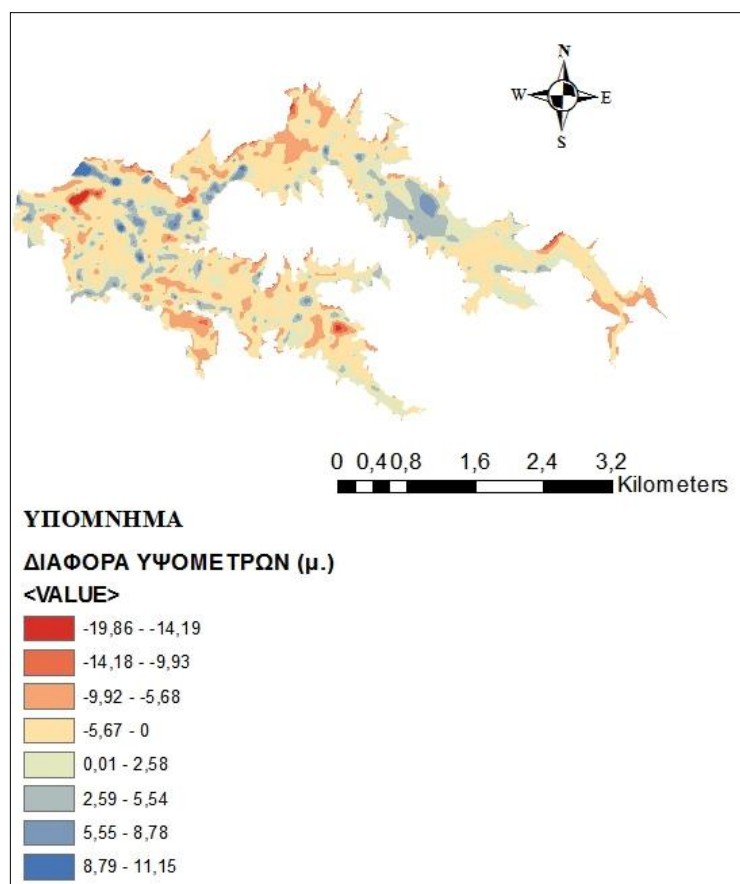 N
W E
S
0 0,4 0,8 1,6 2,4 3,2
Kilometers
ΥΠΟΜΝΗΜΑ
ΔΙΑΦΟΡΑ ΥΨΟΜΕΤΡΩΝ (μ.)
<VALUE>
-19,86 - -14,19
-14,18 - -9,93
-9,92 - -5,68
-5,67 - 0
0,01 - 2,58
2,59 - 5,54
5,55 - 8,78
8,79 - 11,15